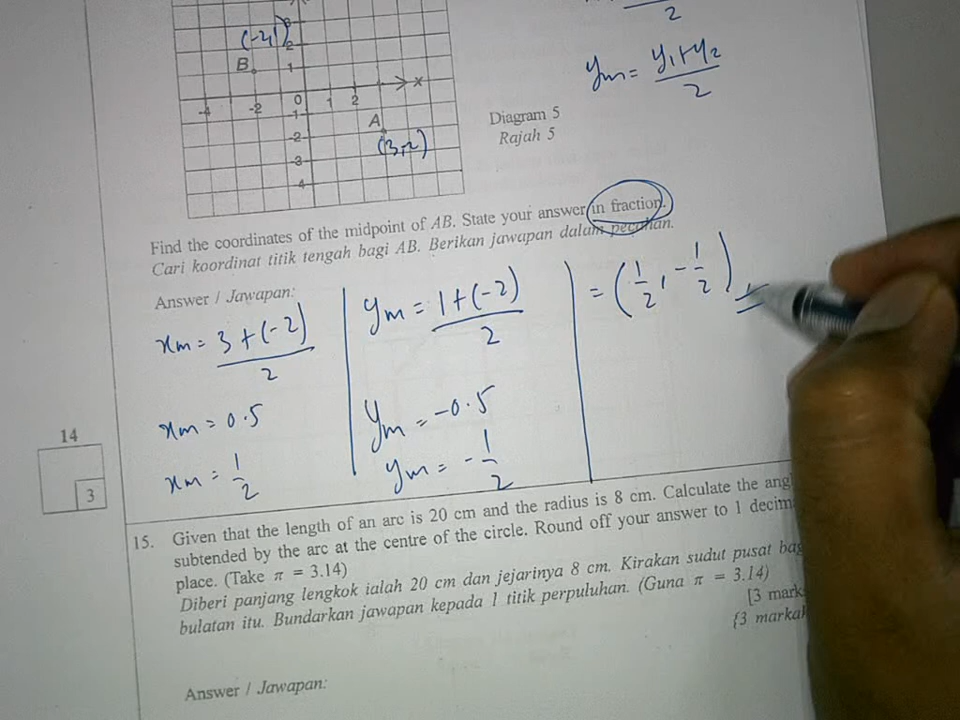 2
(-2,1)
2
B
1
ym = y1+y2
2
-4 -2 0 1 2 x
-1
A
Diagram 5
-2
(3,-2)
Rajah 5
-3
-4
Find the coordinates of the midpoint of AB. State your answer in fraction.
Cari koordinat titik tengah bagi AB. Berikan jawapan dalam pecahan.
Answer / Jawapan:
xm = 3 + (-2)
2
xm = 0.5
xm = 1/2
ym = 1 + (-2)
2
ym = -0.5
ym = - 1/2
= (1/2, -1/2)
14
3
15. Given that the length of an arc is 20 cm and the radius is 8 cm. Calculate the ang
subtended by the arc at the centre of the circle. Round off your answer to 1 decim
place. (Take π = 3.14)
Diberi panjang lengkok ialah 20 cm dan jejarinya 8 cm. Kirakan sudut pusat bag
bulatan itu. Bundarkan jawapan kepada 1 titik perpuluhan. (Guna π = 3.14)
[3 mark
{3 markah
Answer / Jawapan: